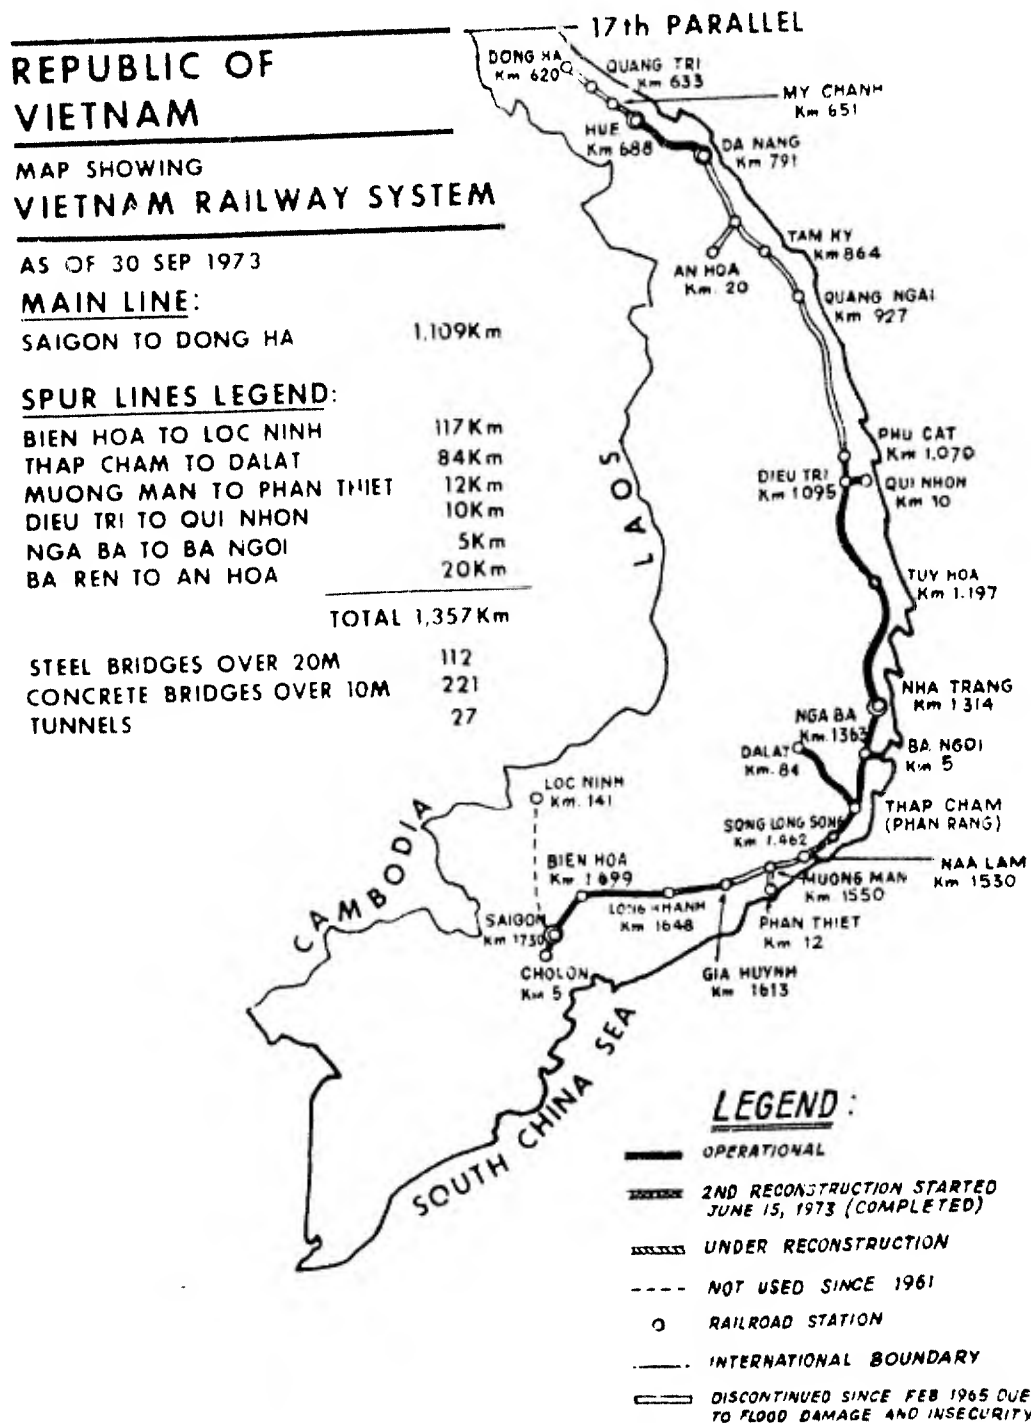 REPUBLIC OF
VIETNAM
MAP SHOWING
VIETNAM RAILWAY SYSTEM
AS OF 30 SEP 1973
MAIN LINE:
SAIGON TO DONG HA 1,109Km
SPUR LINES LEGEND:
BIEN HOA TO LOC NINH 117Km
THAP CHAM TO DALAT 84Km
MUONG MAN TO PHAN THIET 12Km
DIEU TRI TO QUI NHON 10Km
NGA BA TO BA NGOI 5Km
BA REN TO AN HOA 20Km
TOTAL 1,357Km
STEEL BRIDGES OVER 20M 112
CONCRETE BRIDGES OVER 10M 221
TUNNELS 27
17th PARALLEL
DONG HA
Km 620
QUANG TRI
Km 633
MY CHANH
Km 651
HUE
Km 688
DA NANG
Km 791
TAM KY
Km 864
AN HOA
Km. 20
QUANG NGAI
Km 927
PHU CAT
Km 1.070
DIEU TRI
Km 1095
QUI NHON
Km 10
TUY HOA
Km 1.197
NHA TRANG
Km 1314
NGA BA
Km. 1363
BA NGOI
Km 5
DALAT
Km. 84
THAP CHAM
(PHAN RANG)
SONG LONG SONG
Km 1.462
NAA LAM
Km 1530
MUONG MAN
Km 1550
PHAN THIET
Km 12
GIA HUYNH
Km 1613
LONG KHANH
Km 1648
BIEN HOA
Km 1699
LOC NINH
Km. 141
SAIGON
Km 1730
CHOLON
Km 5
LAOS
CAMBODIA
SOUTH CHINA SEA
LEGEND:
OPERATIONAL
2ND RECONSTRUCTION STARTED
JUNE 15, 1973 (COMPLETED)
UNDER RECONSTRUCTION
NOT USED SINCE 1961
RAILROAD STATION
INTERNATIONAL BOUNDARY
DISCONTINUED SINCE FEB 1965 DUE
TO FLOOD DAMAGE AND INSECURITY